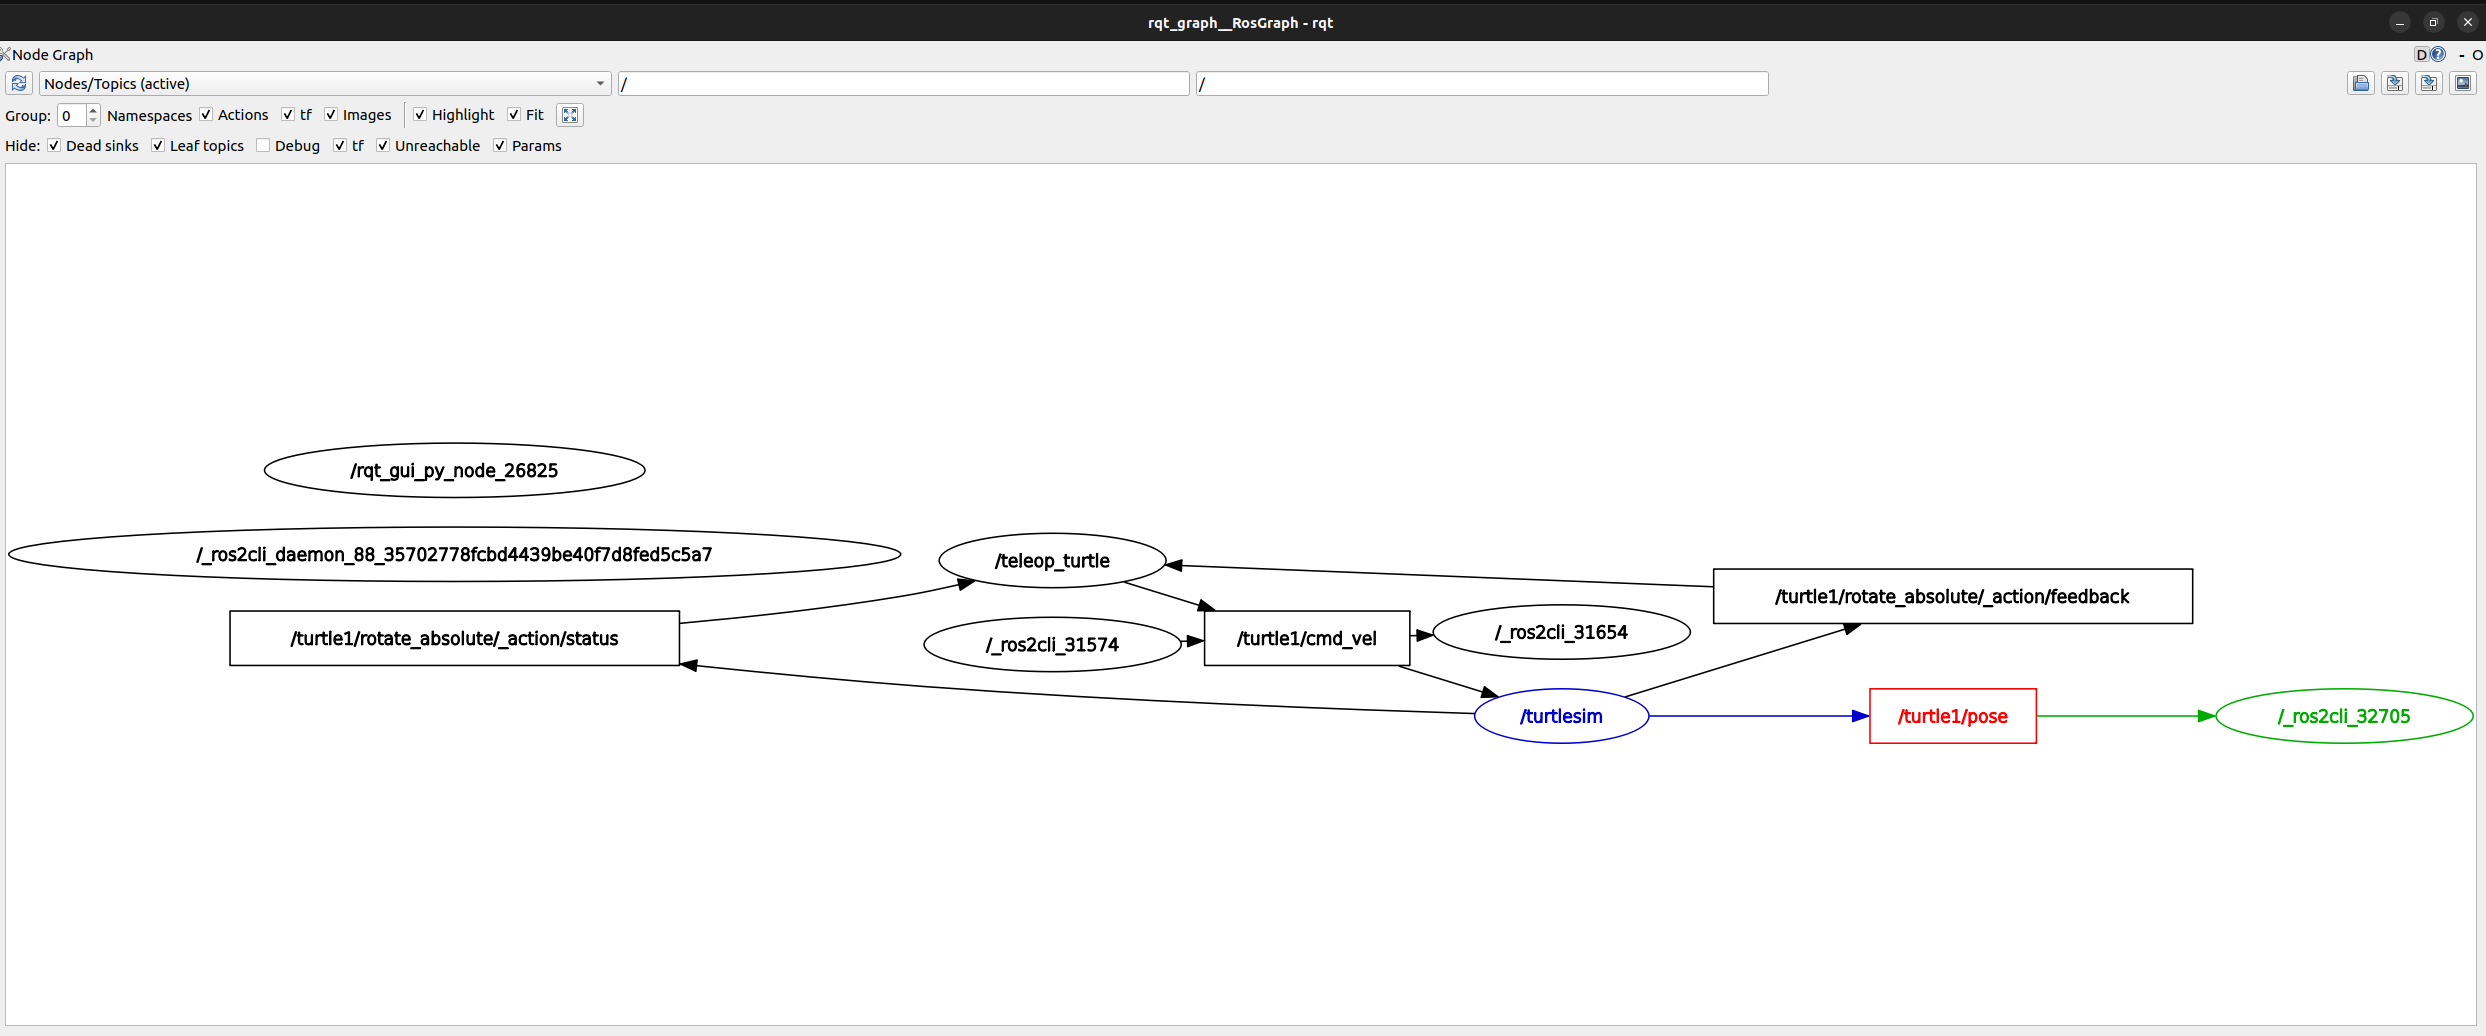 rqt_graph__RosGraph - rqt
Node Graph
D ? - O
Nodes/Topics (active) / /
Group: 0 Namespaces Actions tf Images Highlight Fit
Hide: Dead sinks Leaf topics Debug tf Unreachable Params
/rqt_gui_py_node_26825
/_ros2cli_daemon_88_35702778fcbd4439be40f7d8fed5c5a7
/teleop_turtle
/turtle1/rotate_absolute/_action/feedback
/turtle1/rotate_absolute/_action/status
/_ros2cli_31574
/turtle1/cmd_vel
/_ros2cli_31654
/turtlesim
/turtle1/pose
/_ros2cli_32705